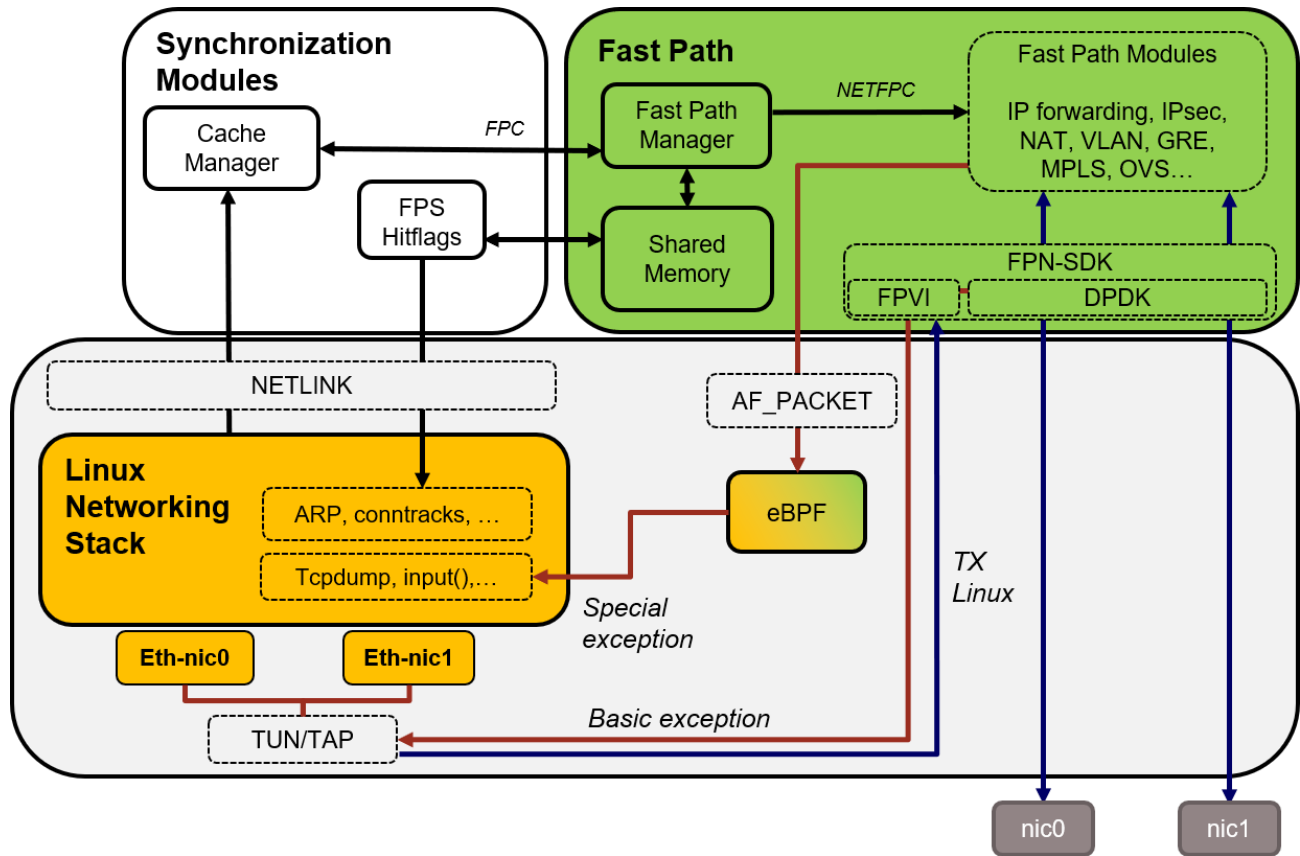 Synchronization
Modules
Cache
Manager
FPS
Hitflags
FPC
Fast Path
Fast Path
Manager
NETFPC
Shared
Memory
Fast Path Modules
IP forwarding, IPsec,
NAT, VLAN, GRE,
MPLS, OVS…
FPN-SDK
FPVI
DPDK
NETLINK
AF_PACKET
Linux
Networking
Stack
ARP, conntracks, …
Tcpdump, input(),…
eBPF
Special
exception
TX
Linux
Eth-nic0
Eth-nic1
Basic exception
TUN/TAP
nic0
nic1